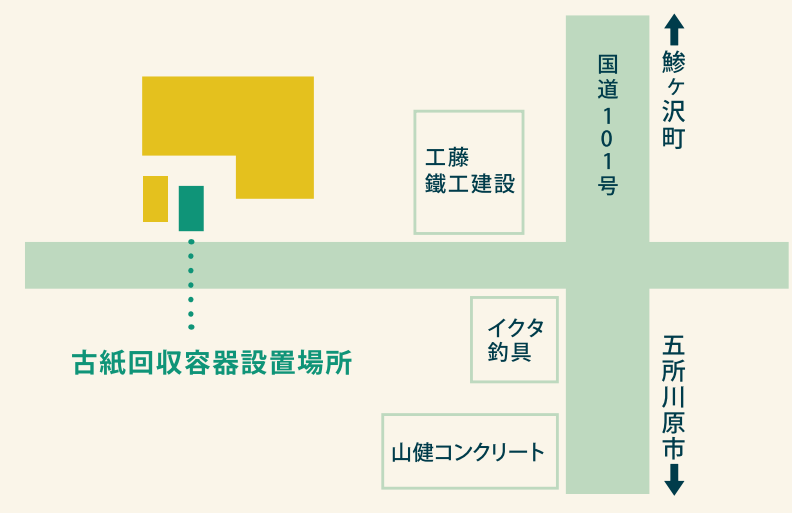 鰺ヶ沢町
国道101号
工藤
鐵工建設
イクタ
釣具
古紙回収容器設置場所
五所川原市
山健コンクリート